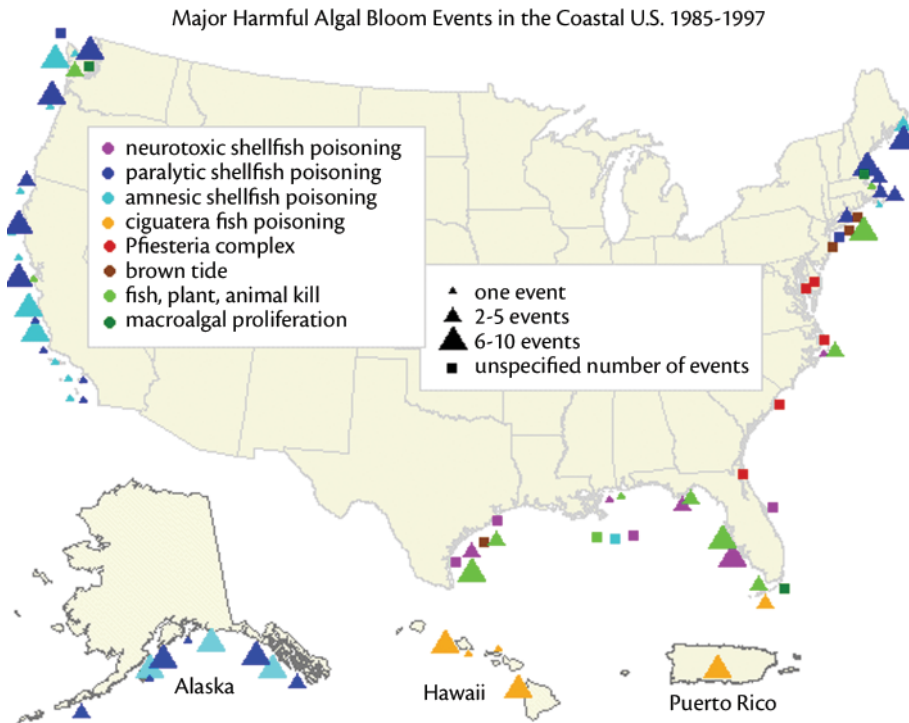 Major Harmful Algal Bloom Events in the Coastal U.S. 1985-1997
neurotoxic shellfish poisoning
paralytic shellfish poisoning
amnesic shellfish poisoning
ciguatera fish poisoning
Pfiesteria complex
brown tide
fish, plant, animal kill
macroalgal proliferation
one event
2-5 events
6-10 events
unspecified number of events
Alaska
Hawaii
Puerto Rico